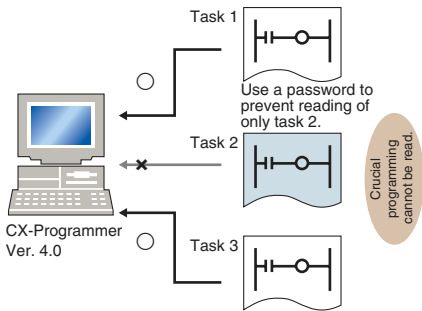 Task 1
Use a password to
prevent reading of
only task 2.
Task 2
Crucial
programming
cannot be read.
CX-Programmer
Ver. 4.0
Task 3